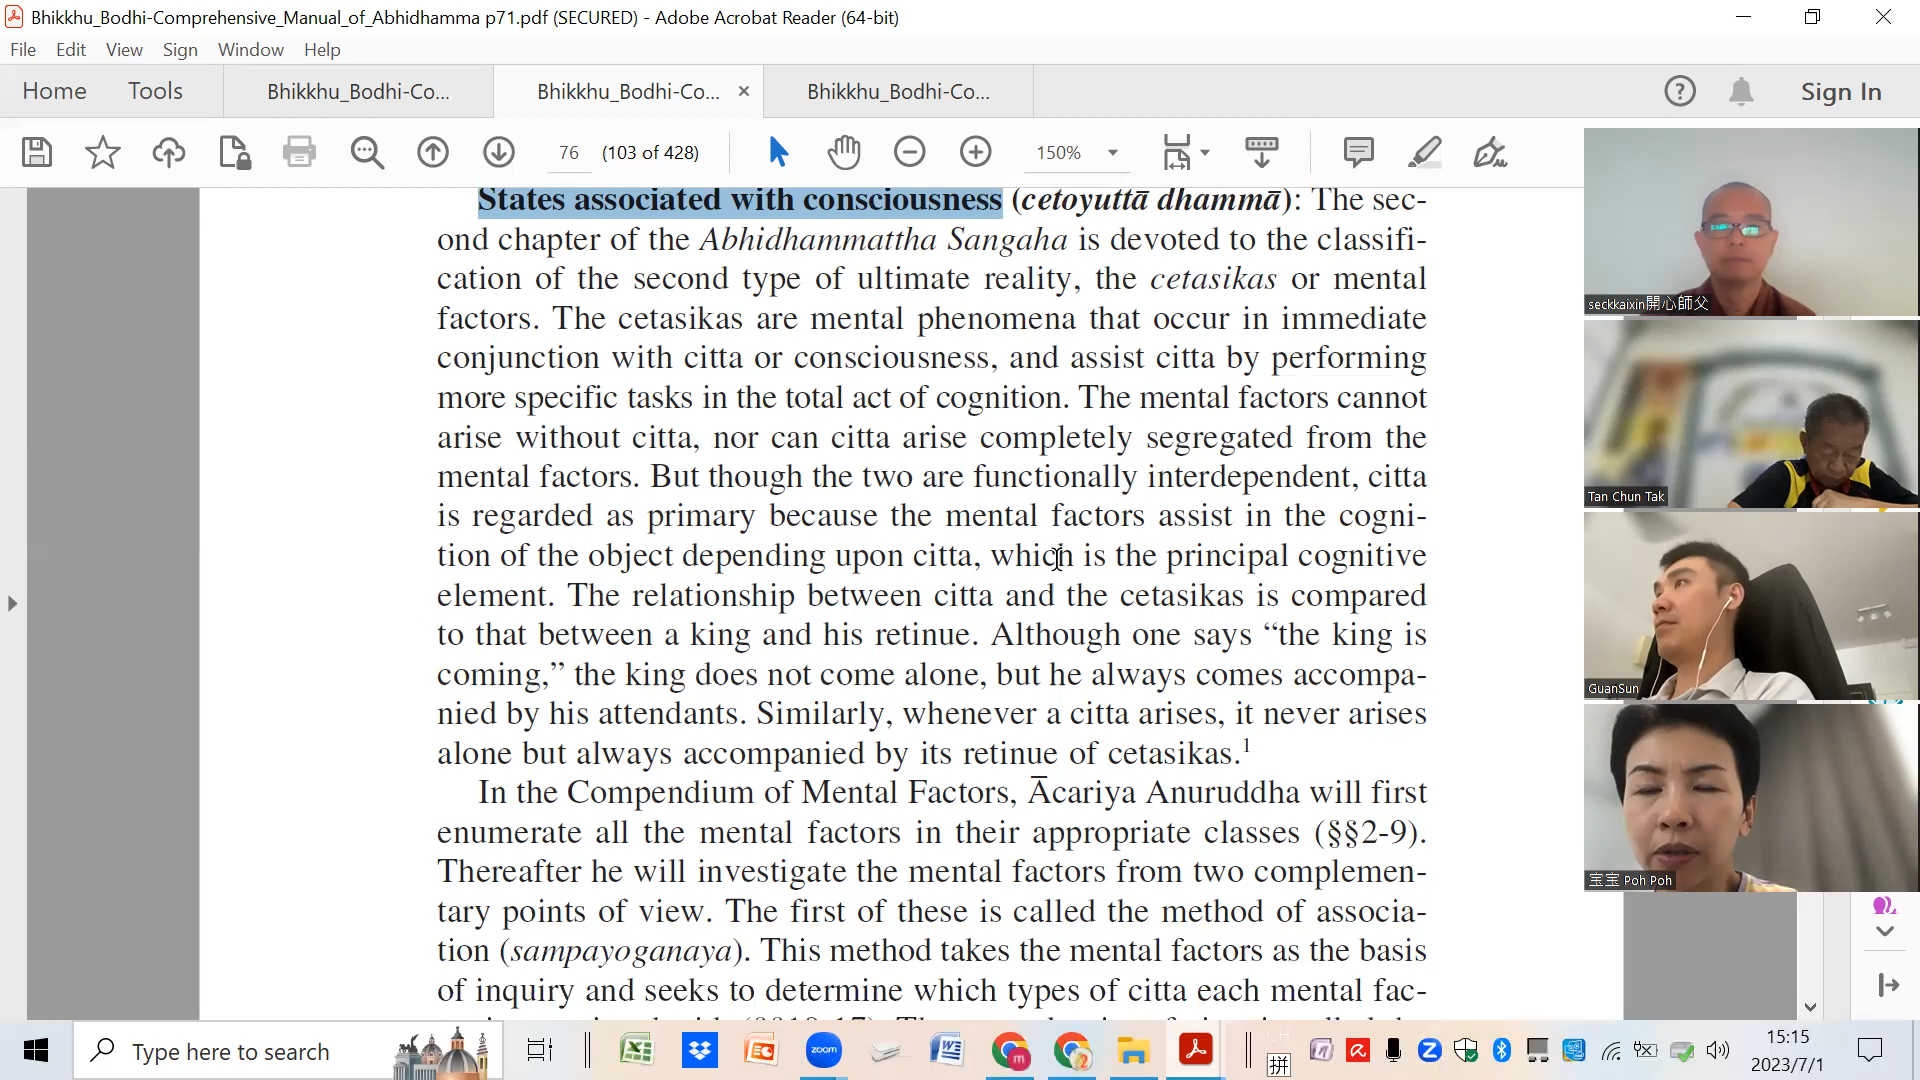 Bhikkhu_Bodhi-Comprehensive_Manual_of_Abhidhamma p71.pdf (SECURED) - Adobe Acrobat Reader (64-bit)
File Edit View Sign Window Help
Home Tools Bhikkhu_Bodhi-Co... Bhikkhu_Bodhi-Co... Bhikkhu_Bodhi-Co... Sign In
76 (103 of 428) 150%
States associated with consciousness (cetoyuttā dhammā): The sec-
ond chapter of the Abhidhammattha Sangaha is devoted to the classifi-
cation of the second type of ultimate reality, the cetasikas or mental
factors. The cetasikas are mental phenomena that occur in immediate
conjunction with citta or consciousness, and assist citta by performing
more specific tasks in the total act of cognition. The mental factors cannot
arise without citta, nor can citta arise completely segregated from the
mental factors. But though the two are functionally interdependent, citta
is regarded as primary because the mental factors assist in the cogni-
tion of the object depending upon citta, which is the principal cognitive
element. The relationship between citta and the cetasikas is compared
to that between a king and his retinue. Although one says “the king is
coming,” the king does not come alone, but he always comes accompa-
nied by his attendants. Similarly, whenever a citta arises, it never arises
alone but always accompanied by its retinue of cetasikas.1
In the Compendium of Mental Factors, Ācariya Anuruddha will first
enumerate all the mental factors in their appropriate classes (§§2-9).
Thereafter he will investigate the mental factors from two complemen-
tary points of view. The first of these is called the method of associa-
tion (sampayoganaya). This method takes the mental factors as the basis
of inquiry and seeks to determine which types of citta each mental fac-
seckkaixin開心師父
Tan Chun Tak
GuanSun
宝宝 Poh Poh
Type here to search
zoom
拼
15:15
2023/7/1